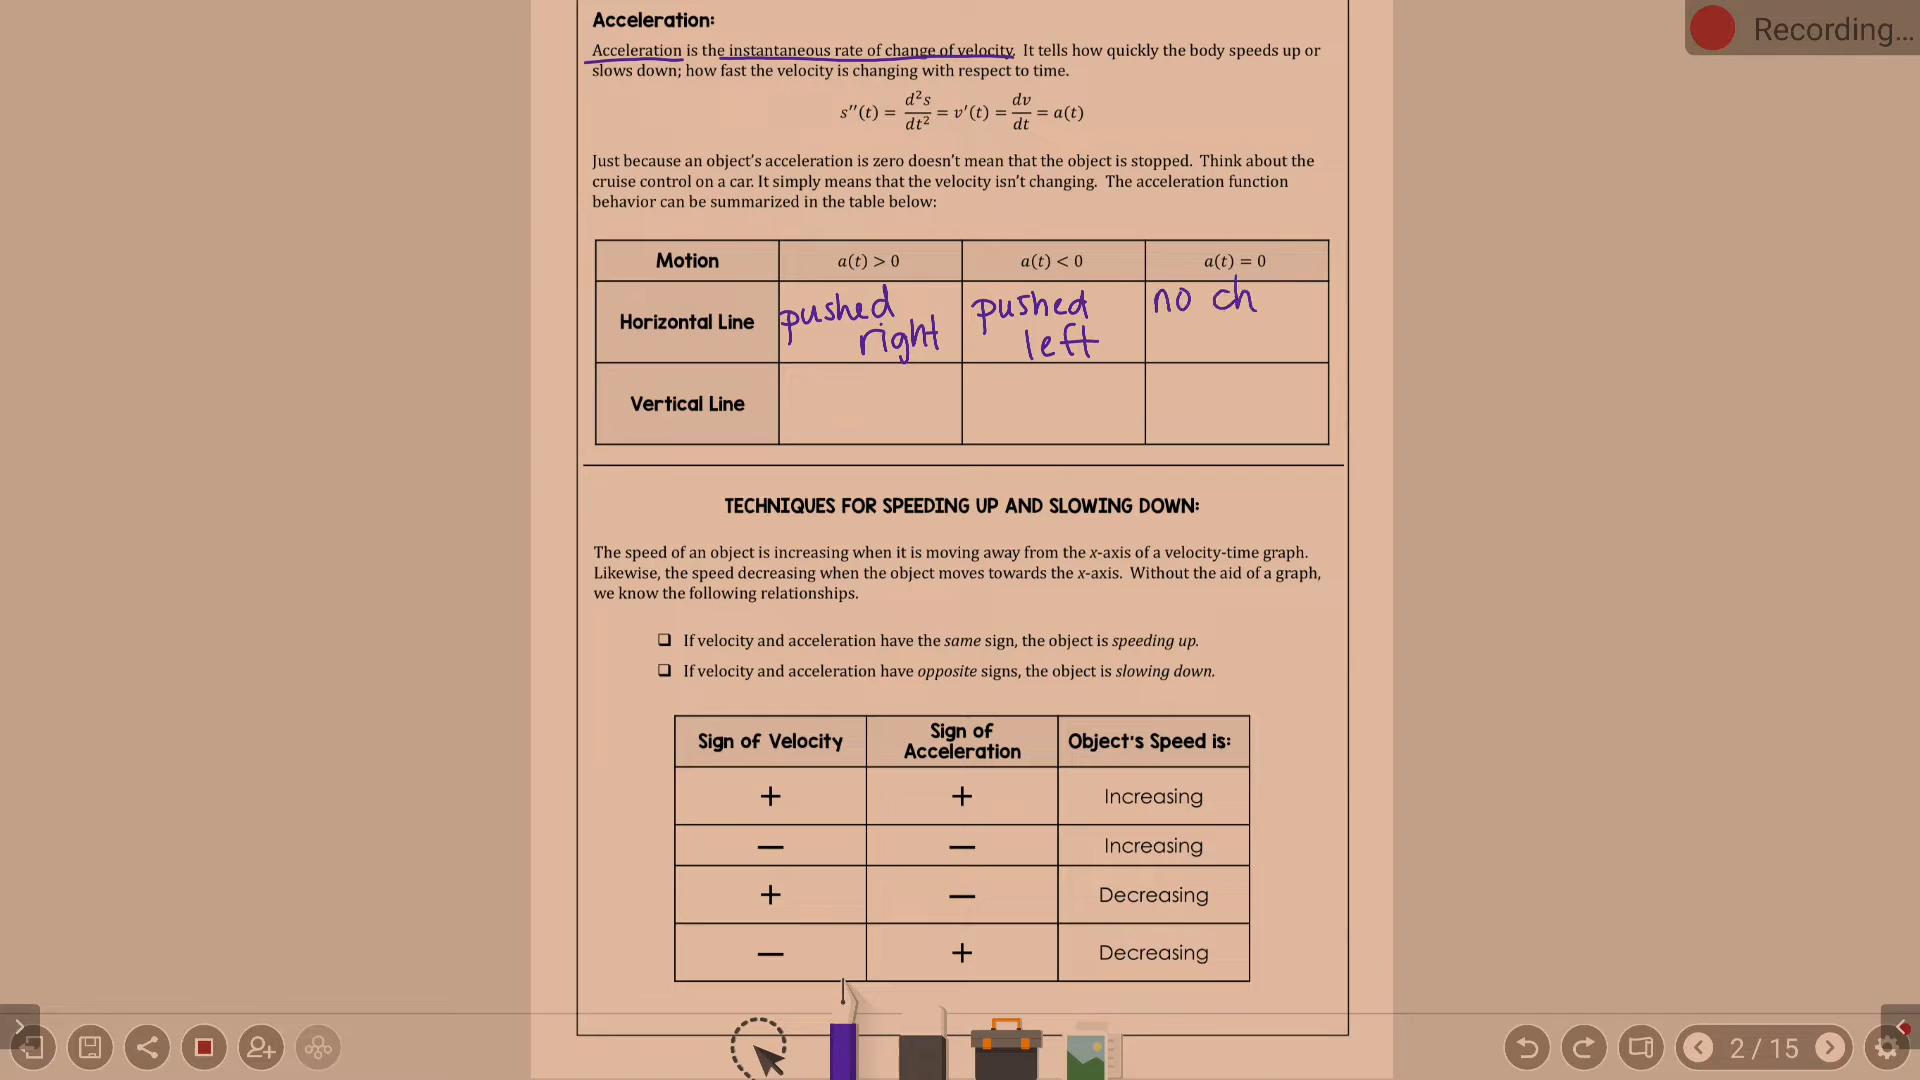 Recording...
Acceleration:
Acceleration is the instantaneous rate of change of velocity. It tells how quickly the body speeds up or
slows down; how fast the velocity is changing with respect to time.
s''(t) = d²s/dt² = v'(t) = dv/dt = a(t)
Just because an object's acceleration is zero doesn't mean that the object is stopped. Think about the
cruise control on a car. It simply means that the velocity isn't changing. The acceleration function
behavior can be summarized in the table below:
Motion a(t) > 0 a(t) < 0 a(t) = 0
Horizontal Line pushed right pushed left no ch
Vertical Line
TECHNIQUES FOR SPEEDING UP AND SLOWING DOWN:
The speed of an object is increasing when it is moving away from the x-axis of a velocity-time graph.
Likewise, the speed decreasing when the object moves towards the x-axis. Without the aid of a graph,
we know the following relationships.
❑ If velocity and acceleration have the same sign, the object is speeding up.
❑ If velocity and acceleration have opposite signs, the object is slowing down.
Sign of Velocity Sign of Acceleration Object's Speed is:
+ + Increasing
— — Increasing
+ — Decreasing
— + Decreasing
2 / 15